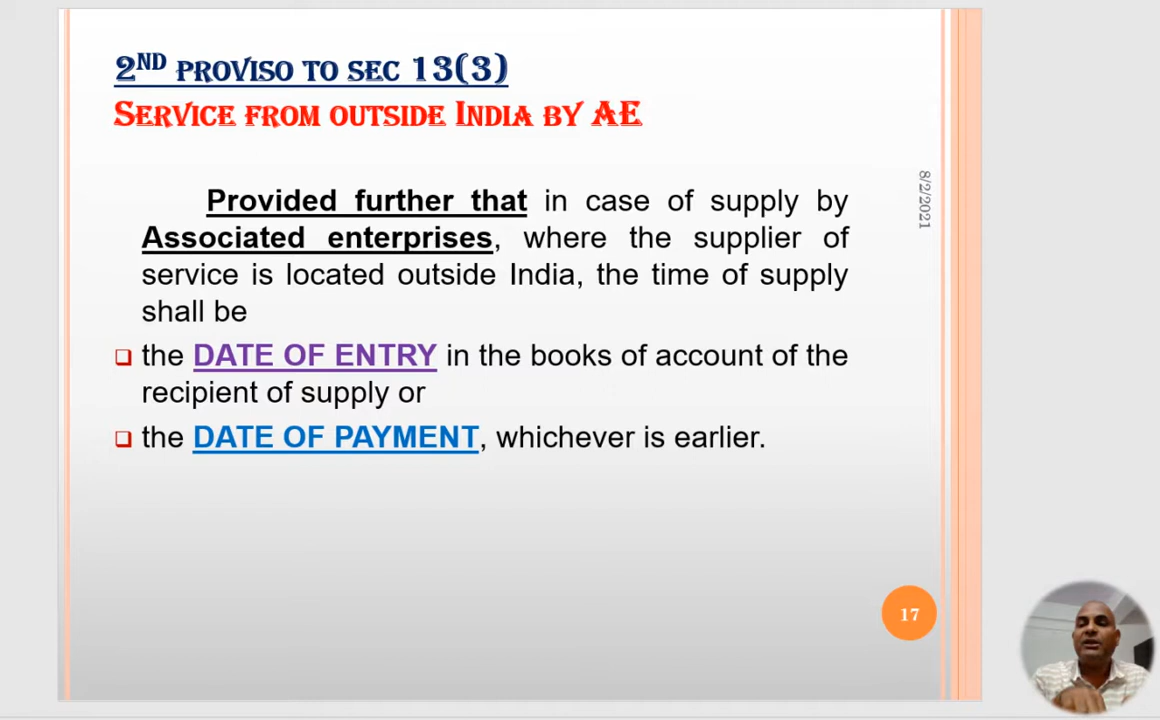 2ND PROVISO TO SEC 13(3)
SERVICE FROM OUTSIDE INDIA BY AE
8/2/2021
Provided further that in case of supply by
Associated enterprises, where the supplier of
service is located outside India, the time of supply
shall be
the DATE OF ENTRY in the books of account of the
recipient of supply or
the DATE OF PAYMENT, whichever is earlier.
17